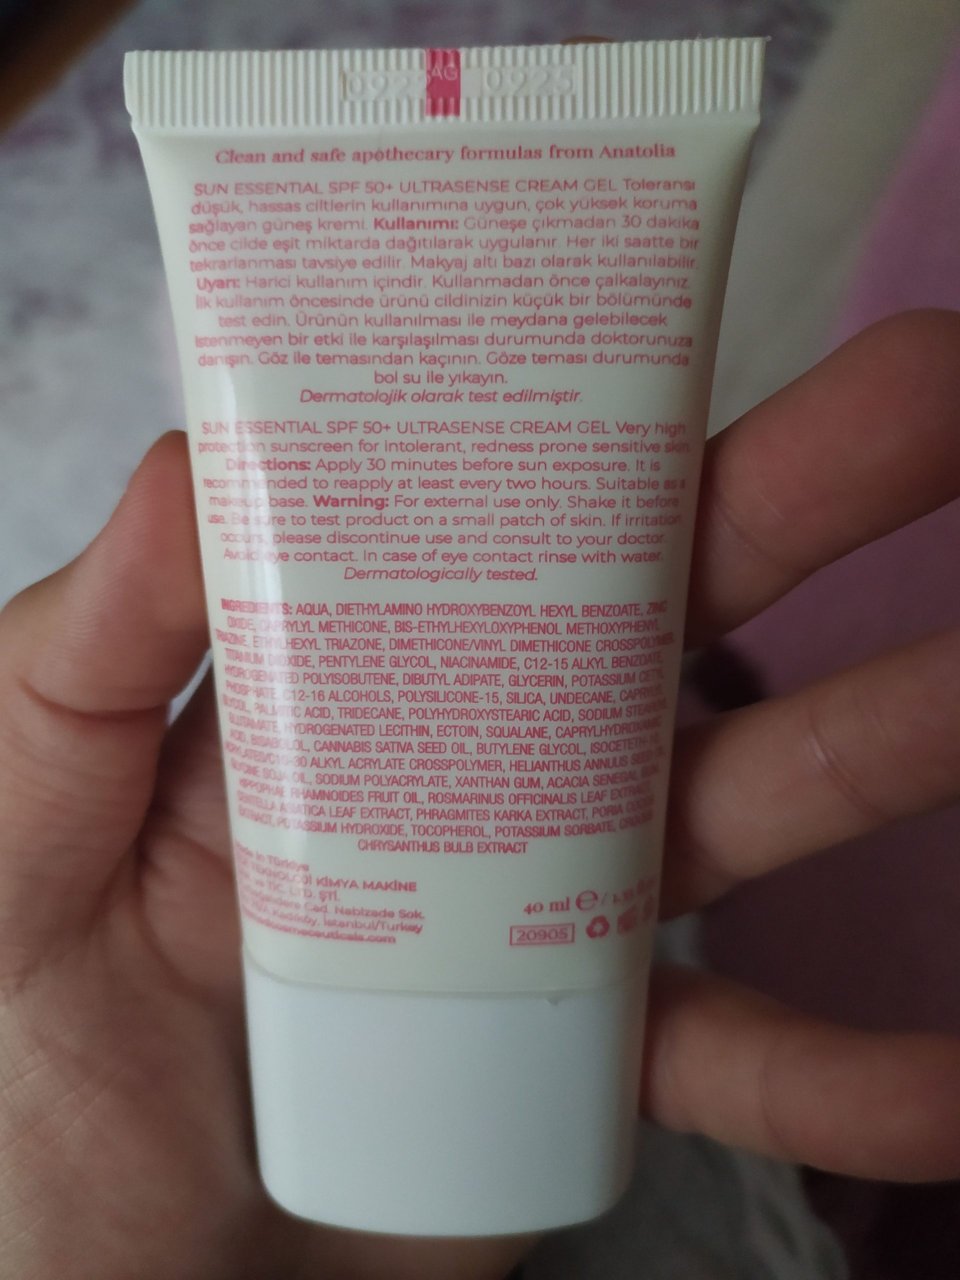 AG 0925
Clean and safe apothecary formulas from Anatolia
SUN ESSENTIAL SPF 50+ ULTRASENSE CREAM GEL Toleransı
düşük, hassas ciltlerin kullanımına uygun, çok yüksek koruma
sağlayan güneş kremi. Kullanımı: Güneşe çıkmadan 30 dakika
önce cilde eşit miktarda dağıtılarak uygulanır. Her iki saatte bir
tekrarlanması tavsiye edilir. Makyaj altı bazı olarak kullanılabilir.
Uyarı: Harici kullanım içindir. Kullanmadan önce çalkalayınız.
İlk kullanım öncesinde ürünü cildinizin küçük bir bölümünde
test edin. Ürünün kullanılması ile meydana gelebilecek
istenmeyen bir etki ile karşılaşılması durumunda doktorunuza
danışın. Göz ile temasından kaçının. Göze teması durumunda
bol su ile yıkayın.
Dermatolojik olarak test edilmiştir.
SUN ESSENTIAL SPF 50+ ULTRASENSE CREAM GEL Very high
protection sunscreen for intolerant, redness prone sensitive skin.
Directions: Apply 30 minutes before sun exposure. It is
recommended to reapply at least every two hours. Suitable as a
makeup base. Warning: For external use only. Shake it before
use. Be sure to test product on a small patch of skin. If irritation
occurs, please discontinue use and consult to your doctor.
Avoid eye contact. In case of eye contact rinse with water.
Dermatologically tested.
INGREDIENTS: AQUA, DIETHYLAMINO HYDROXYBENZOYL HEXYL BENZOATE, ZINC
OXIDE, CAPRYLYL METHICONE, BIS-ETHYLHEXYLOXYPHENOL METHOXYPHENYL
TRIAZINE, ETHYLHEXYL TRIAZONE, DIMETHICONE/VINYL DIMETHICONE CROSSPOLYMER,
TITANIUM DIOXIDE, PENTYLENE GLYCOL, NIACINAMIDE, C12-15 ALKYL BENZOATE,
HYDROGENATED POLYISOBUTENE, DIBUTYL ADIPATE, GLYCERIN, POTASSIUM CETYL
PHOSPHATE, C12-16 ALCOHOLS, POLYSILICONE-15, SILICA, UNDECANE, CAPRYLYL
GLYCOL, PALMITIC ACID, TRIDECANE, POLYHYDROXYSTEARIC ACID, SODIUM STEAROYL
GLUTAMATE, HYDROGENATED LECITHIN, ECTOIN, SQUALANE, CAPRYLHYDROXAMIC
ACID, BISABOLOL, CANNABIS SATIVA SEED OIL, BUTYLENE GLYCOL, ISOCETETH-10,
ACRYLATES/C10-30 ALKYL ACRYLATE CROSSPOLYMER, HELIANTHUS ANNUUS SEED OIL
GLYCINE SOJA OIL, SODIUM POLYACRYLATE, XANTHAN GUM, ACACIA SENEGAL GUM,
HIPPOPHAE RHAMNOIDES FRUIT OIL, ROSMARINUS OFFICINALIS LEAF EXTRACT,
CENTELLA ASIATICA LEAF EXTRACT, PHRAGMITES KARKA EXTRACT, PORIA COCOS
EXTRACT, POTASSIUM HYDROXIDE, TOCOPHEROL, POTASSIUM SORBATE, CROCUS
CHRYSANTHUS BULB EXTRACT
Made in Türkiye
TEKNOLOJİ KİMYA MAKİNE
ve TİC. LTD. ŞTİ.
Cad. Nabizade Sok.
Kadıköy, İstanbul/Turkey
40 ml e / 1.35
20905